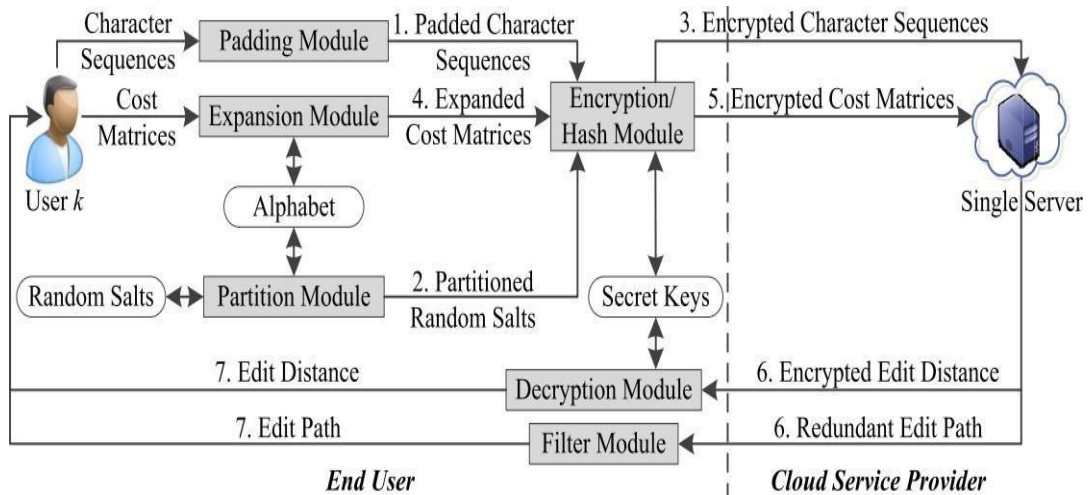 Character
Sequences
Padding Module
1. Padded Character
Sequences
3. Encrypted Character Sequences
Cost
Matrices
Expansion Module
4. Expanded
Cost Matrices
Encryption/
Hash Module
5. Encrypted Cost Matrices
User k
Alphabet
Single Server
Random Salts
Partition Module
2. Partitioned
Random Salts
Secret Keys
7. Edit Distance
Decryption Module
6. Encrypted Edit Distance
7. Edit Path
Filter Module
6. Redundant Edit Path
End User
Cloud Service Provider